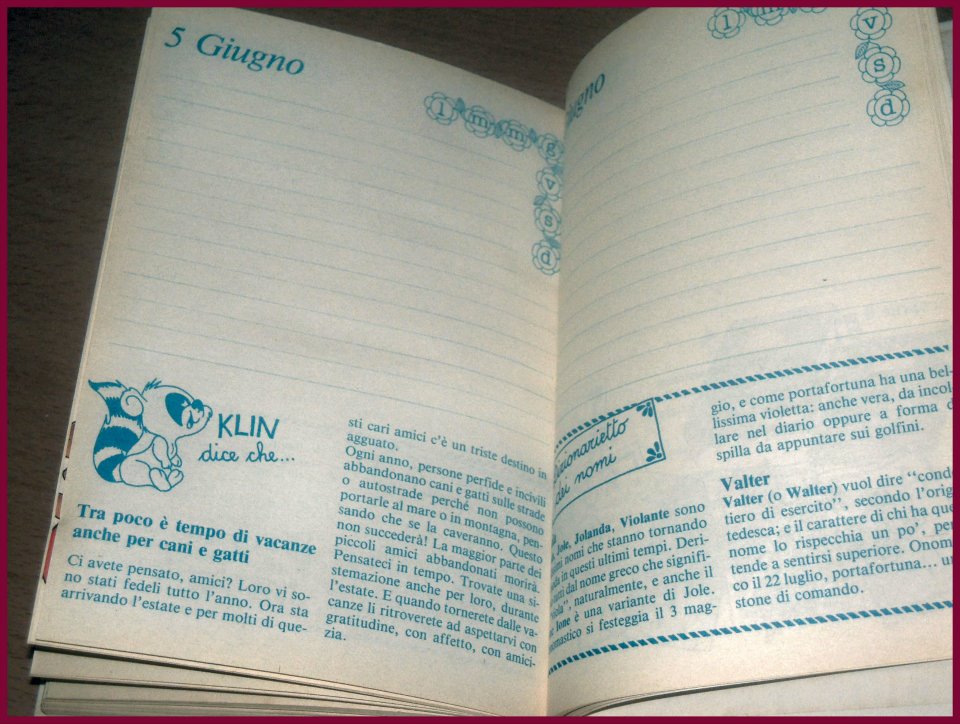 5 Giugno
l m m g v s d
KLIN
dice che...
Tra poco è tempo di vacanze
anche per cani e gatti
Ci avete pensato, amici? Loro vi so-
no stati fedeli tutto l'anno. Ora sta
arrivando l'estate e per molti di que-
sti cari amici c'è un triste destino in
agguato.
Ogni anno, persone perfide e incivili
abbandonano cani e gatti sulle strade
o autostrade perché non possono
portarle al mare o in montagna, pen-
sando che se la caveranno. Questo
non succederà! La maggior parte dei
piccoli amici abbandonati morirà.
Pensateci in tempo. Trovate una si-
stemazione anche per loro, durante
l'estate. E quando tornerete dalle va-
canze li ritroverete ad aspettarvi con
gratitudine, con affetto, con amici-
zia.
v s d
dei nomi
Jole, Jolanda, Violante sono
nomi che stanno tornando
in questi ultimi tempi. Deri-
dal nome greco che signifi-
naturalmente, e anche il
Ione è una variante di Jole.
si festeggia il 3 mag-
gio, e come portafortuna ha una bel-
lissima violetta: anche vera, da incol
lare nel diario oppure a forma d
spilla da appuntare sui golfini.
Valter
Valter (o Walter) vuol dire "cond
tiero di esercito", secondo l'orig
tedesca; e il carattere di chi ha que
nome lo rispecchia un po', per
tende a sentirsi superiore. Onom
co il 22 luglio, portafortuna... u
stone di comando.